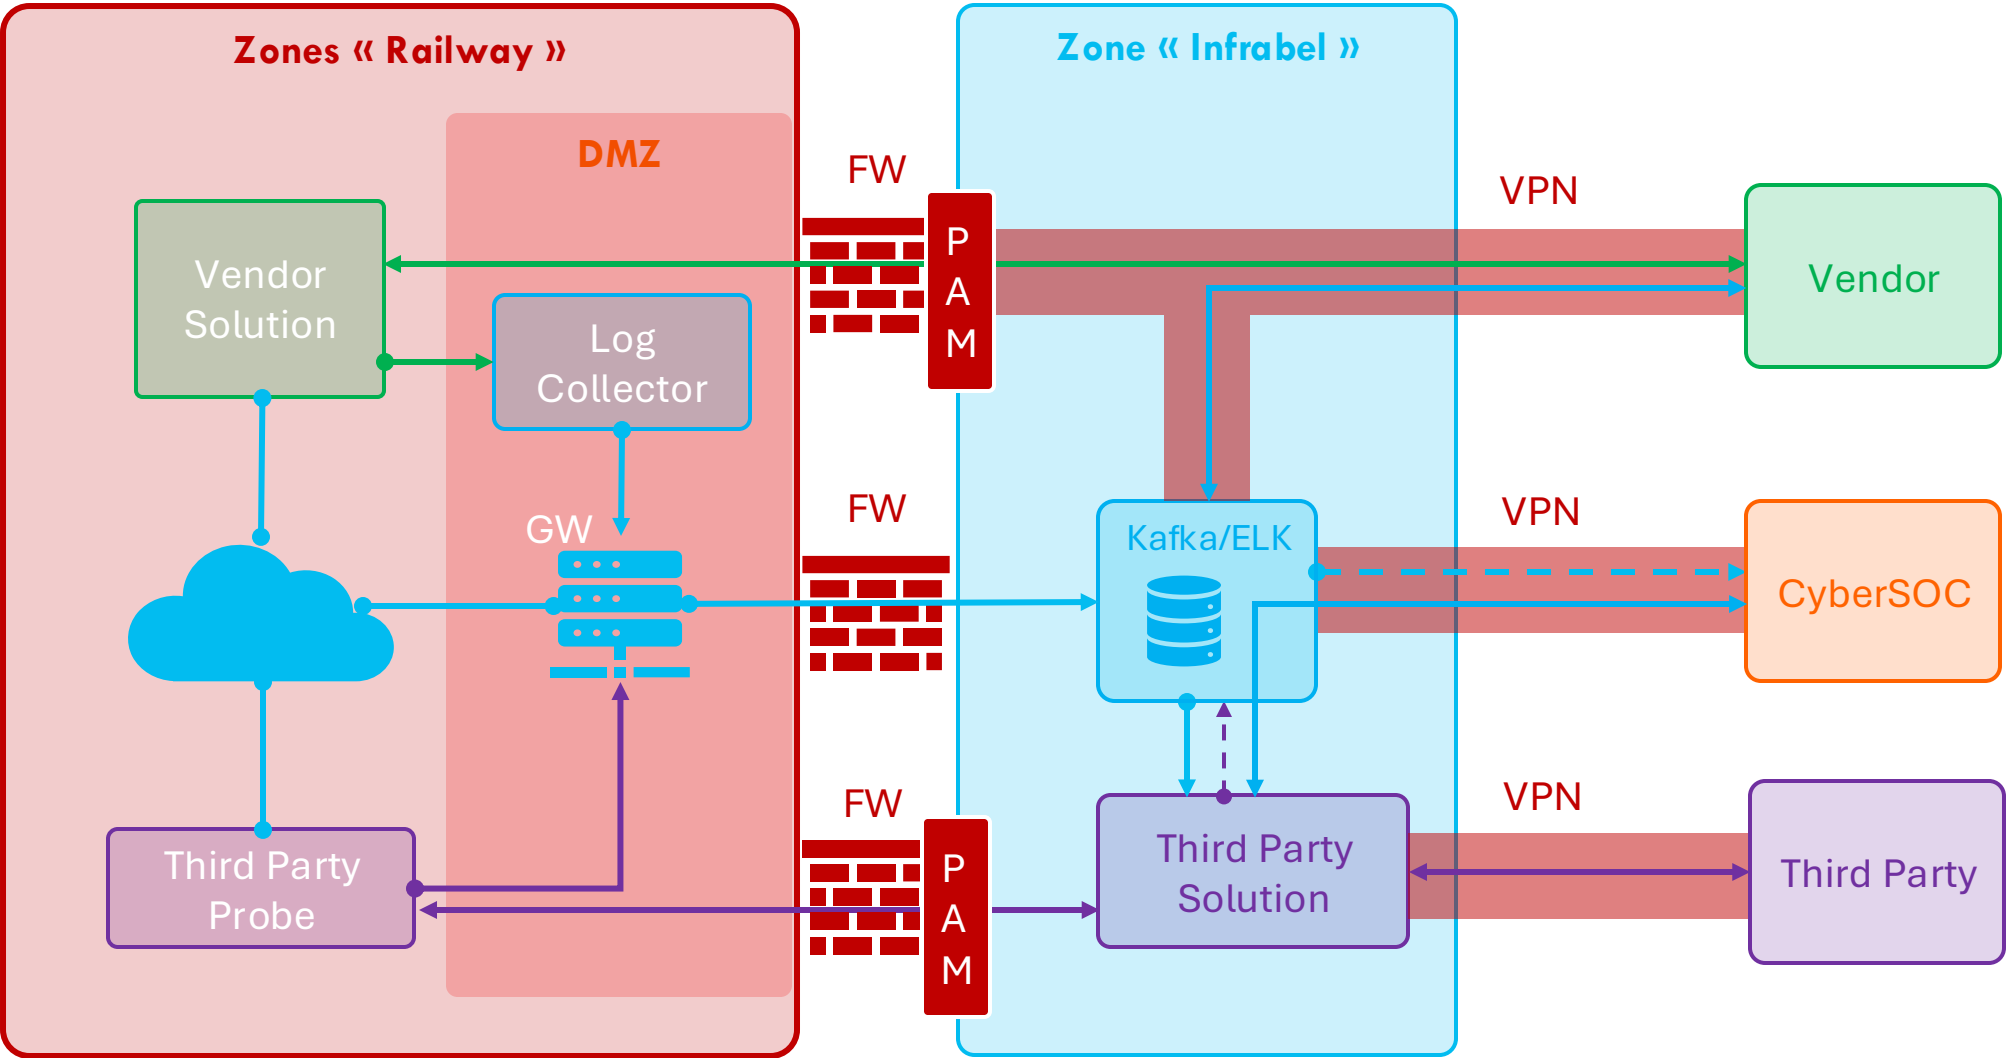 Zones « Railway »
Zone « Infrabel »
DMZ
FW
VPN
Vendor
Solution
P
A
M
Vendor
Log
Collector
GW
FW
Kafka/ELK
VPN
CyberSOC
FW
VPN
Third Party
Probe
P
A
M
Third Party
Solution
Third Party